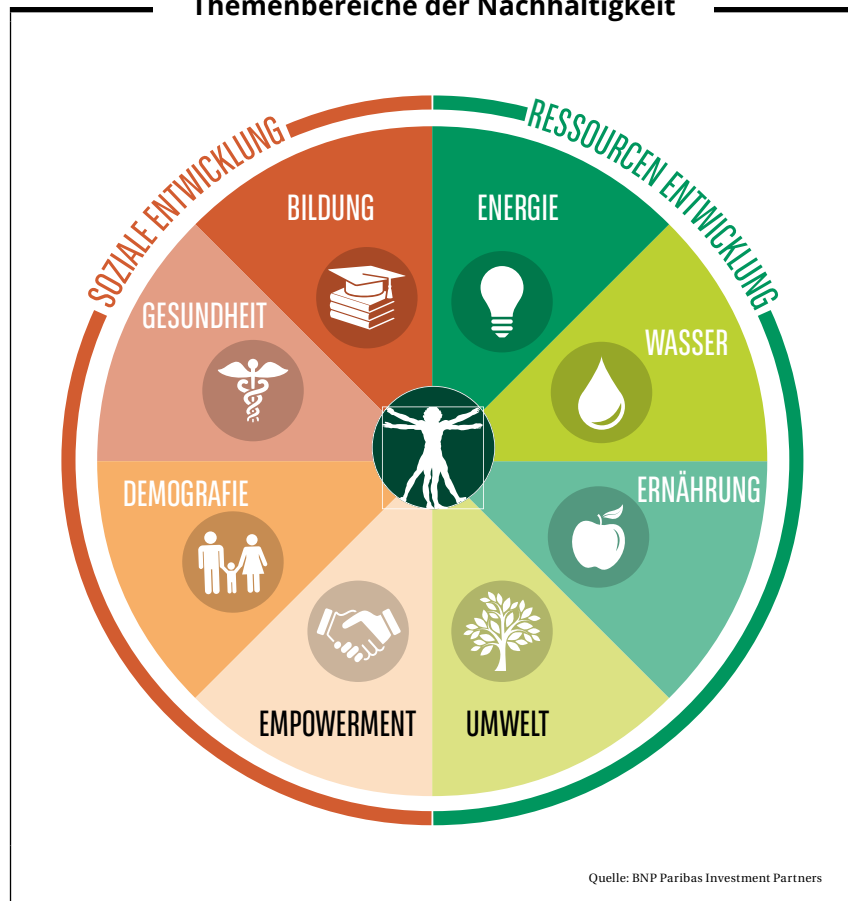 Themenbereiche der Nachhaltigkeit
SOZIALE ENTWICKLUNG
RESSOURCEN ENTWICKLUNG
BILDUNG
ENERGIE
GESUNDHEIT
WASSER
DEMOGRAFIE
ERNÄHRUNG
EMPOWERMENT
UMWELT
Quelle: BNP Paribas Investment Partners